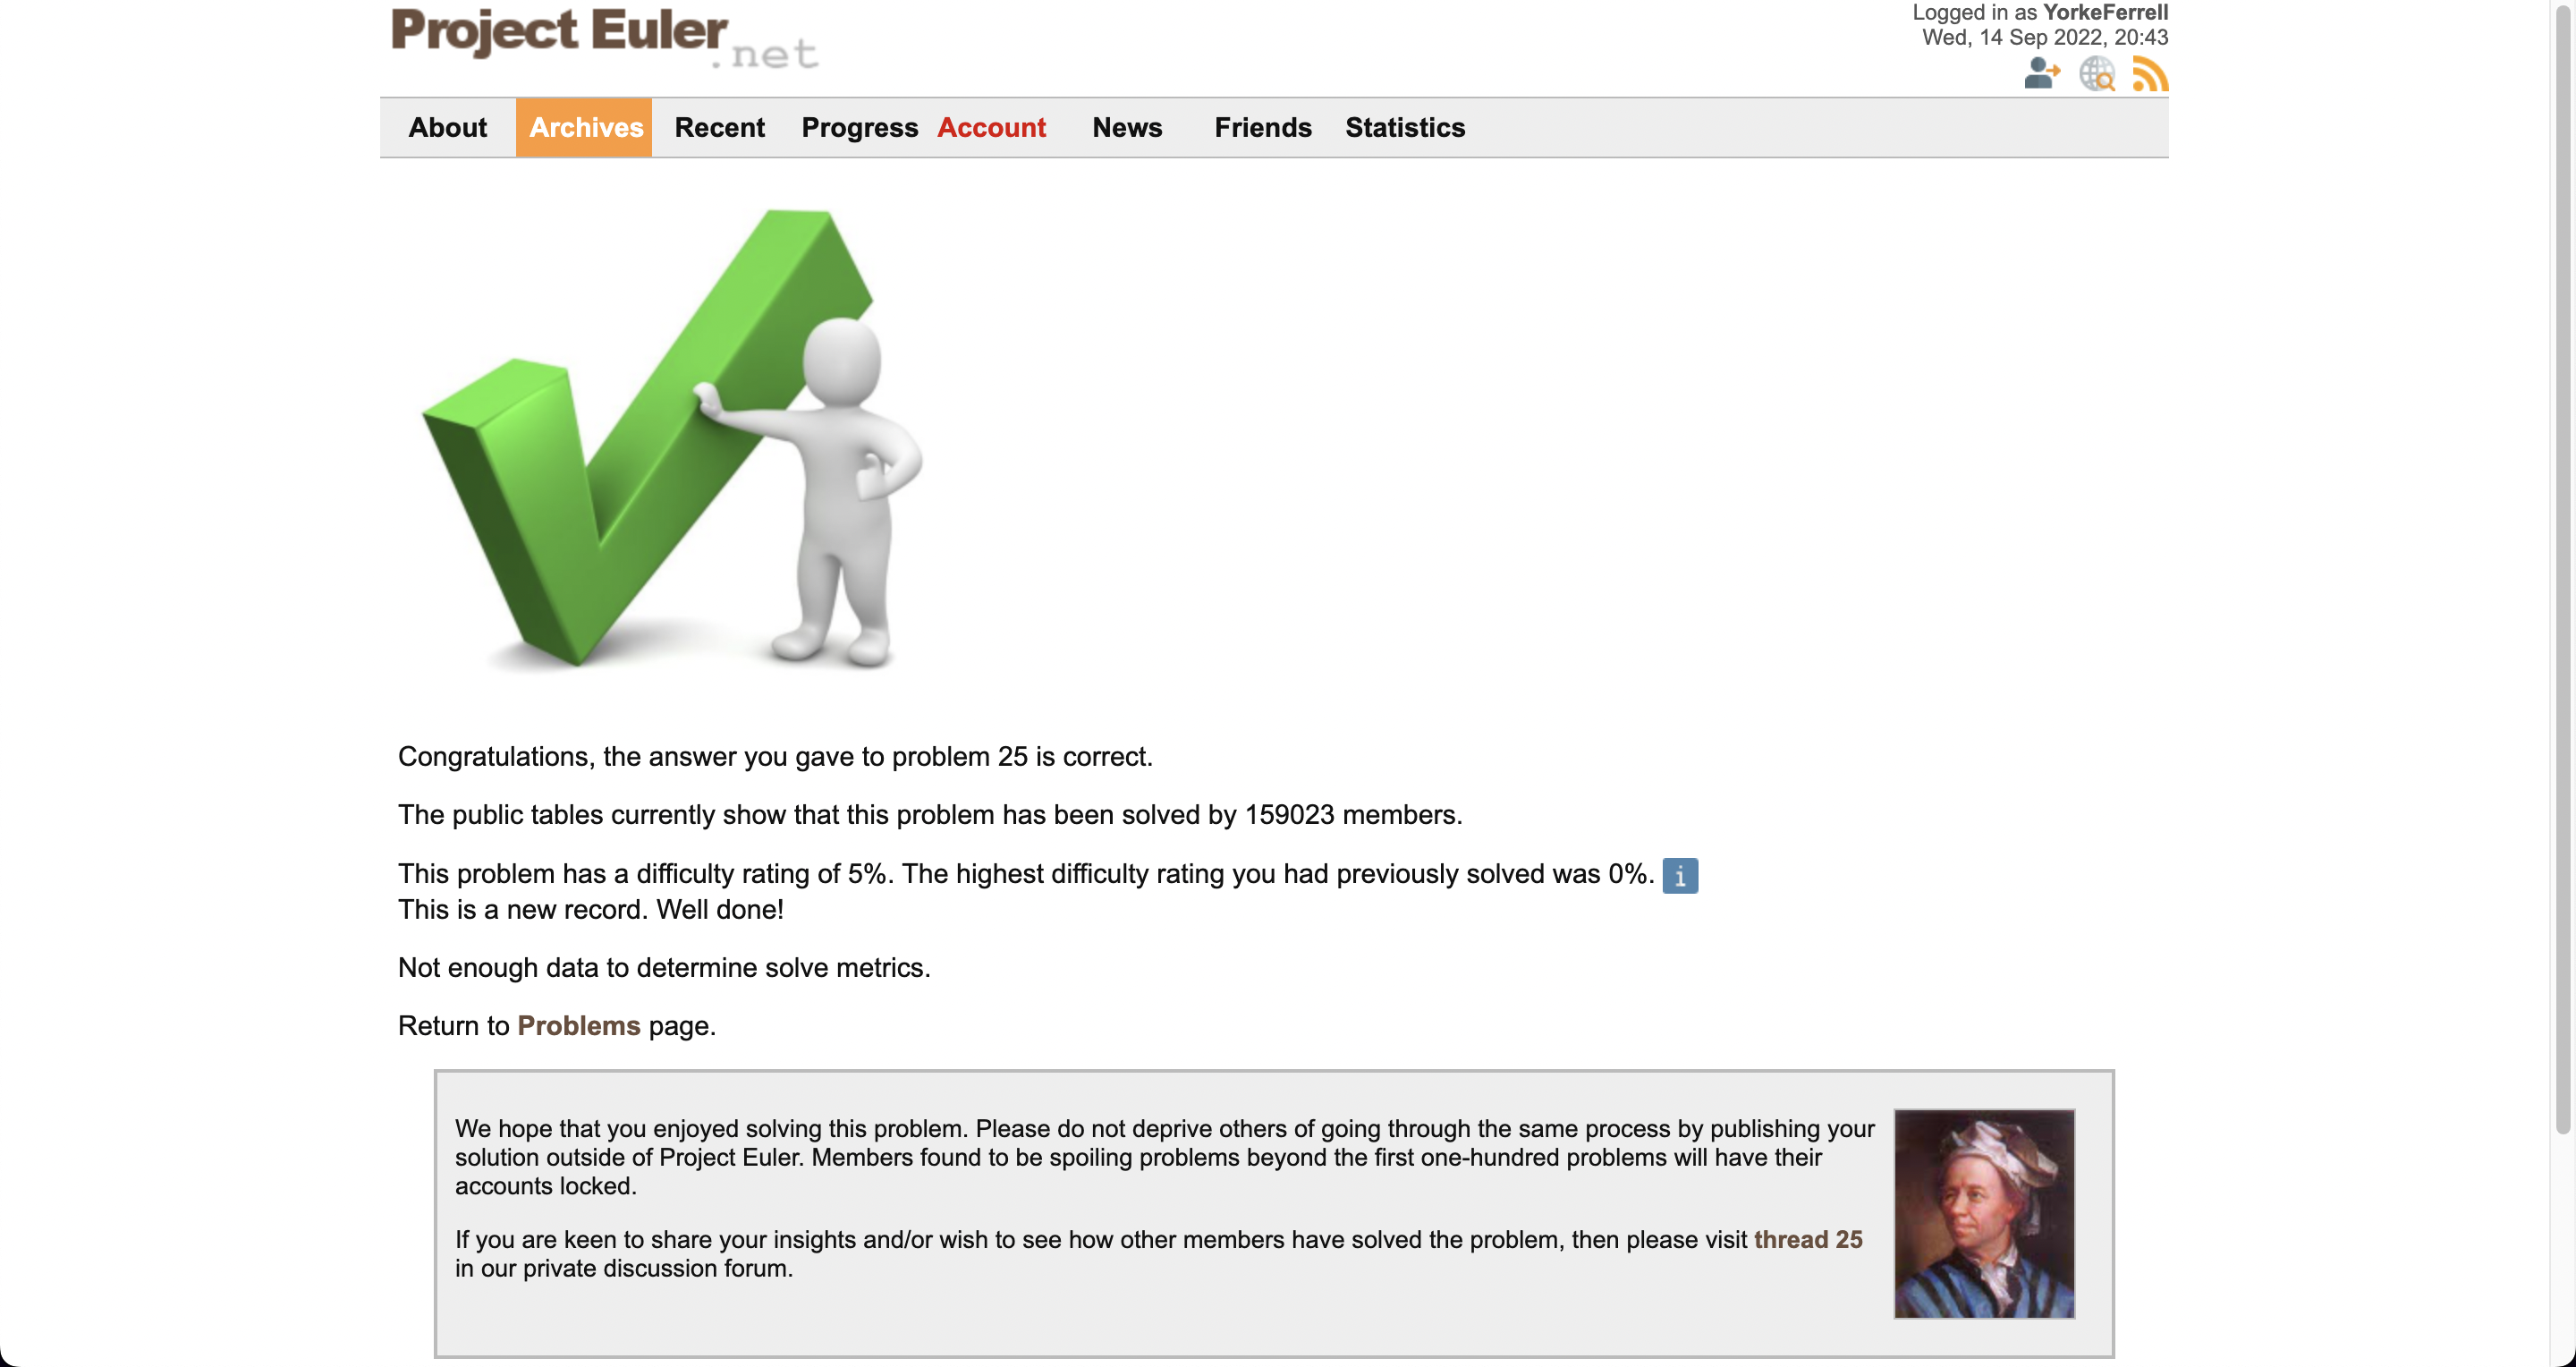 Project Euler.net
Logged in as YorkeFerrell
Wed, 14 Sep 2022, 20:43
About Archives Recent Progress Account News Friends Statistics
Congratulations, the answer you gave to problem 25 is correct.
The public tables currently show that this problem has been solved by 159023 members.
This problem has a difficulty rating of 5%. The highest difficulty rating you had previously solved was 0%. i
This is a new record. Well done!
Not enough data to determine solve metrics.
Return to Problems page.
We hope that you enjoyed solving this problem. Please do not deprive others of going through the same process by publishing your
solution outside of Project Euler. Members found to be spoiling problems beyond the first one-hundred problems will have their
accounts locked.
If you are keen to share your insights and/or wish to see how other members have solved the problem, then please visit thread 25
in our private discussion forum.